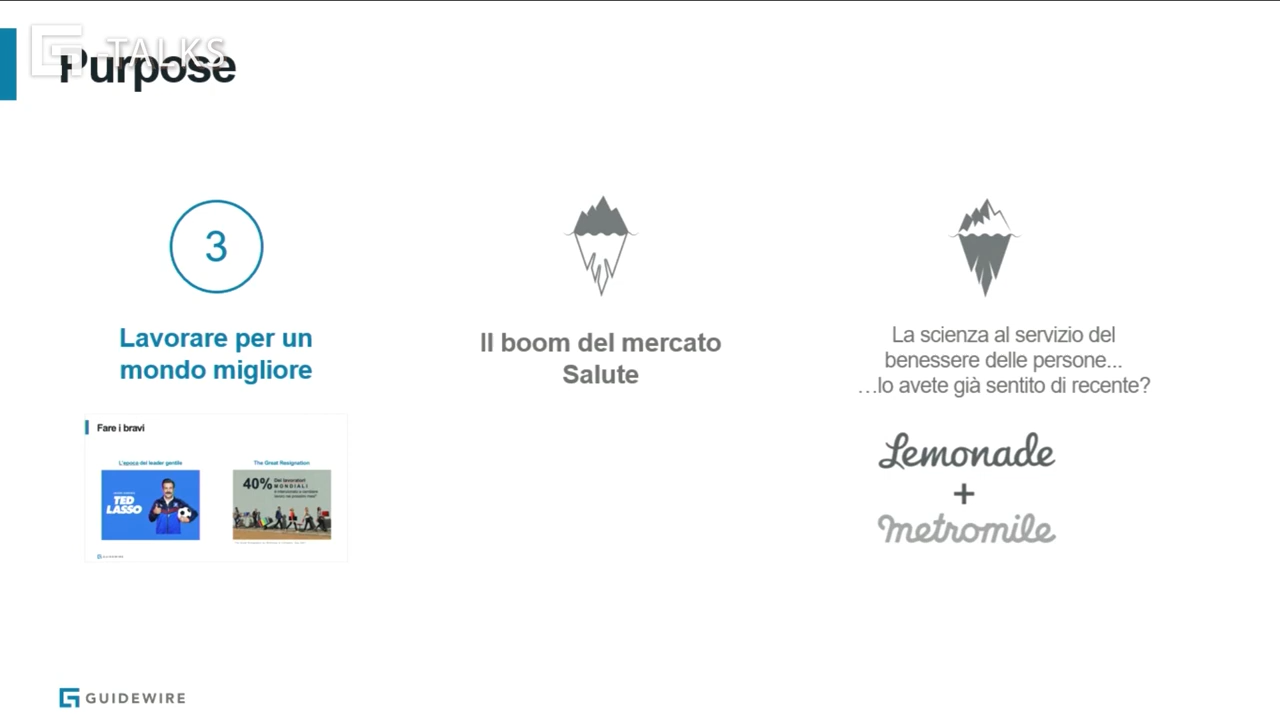 G-TALKS
Purpose
3
Lavorare per un
mondo migliore
Il boom del mercato
Salute
La scienza al servizio del
benessere delle persone...
…lo avete già sentito di recente?
Lemonade
+
metromile
Fare i bravi
L'epoca del leader gentile
The Great Resignation
TED
LASSO
40% Dei lavoratori
MONDIALI
GUIDEWIRE
GUIDEWIRE